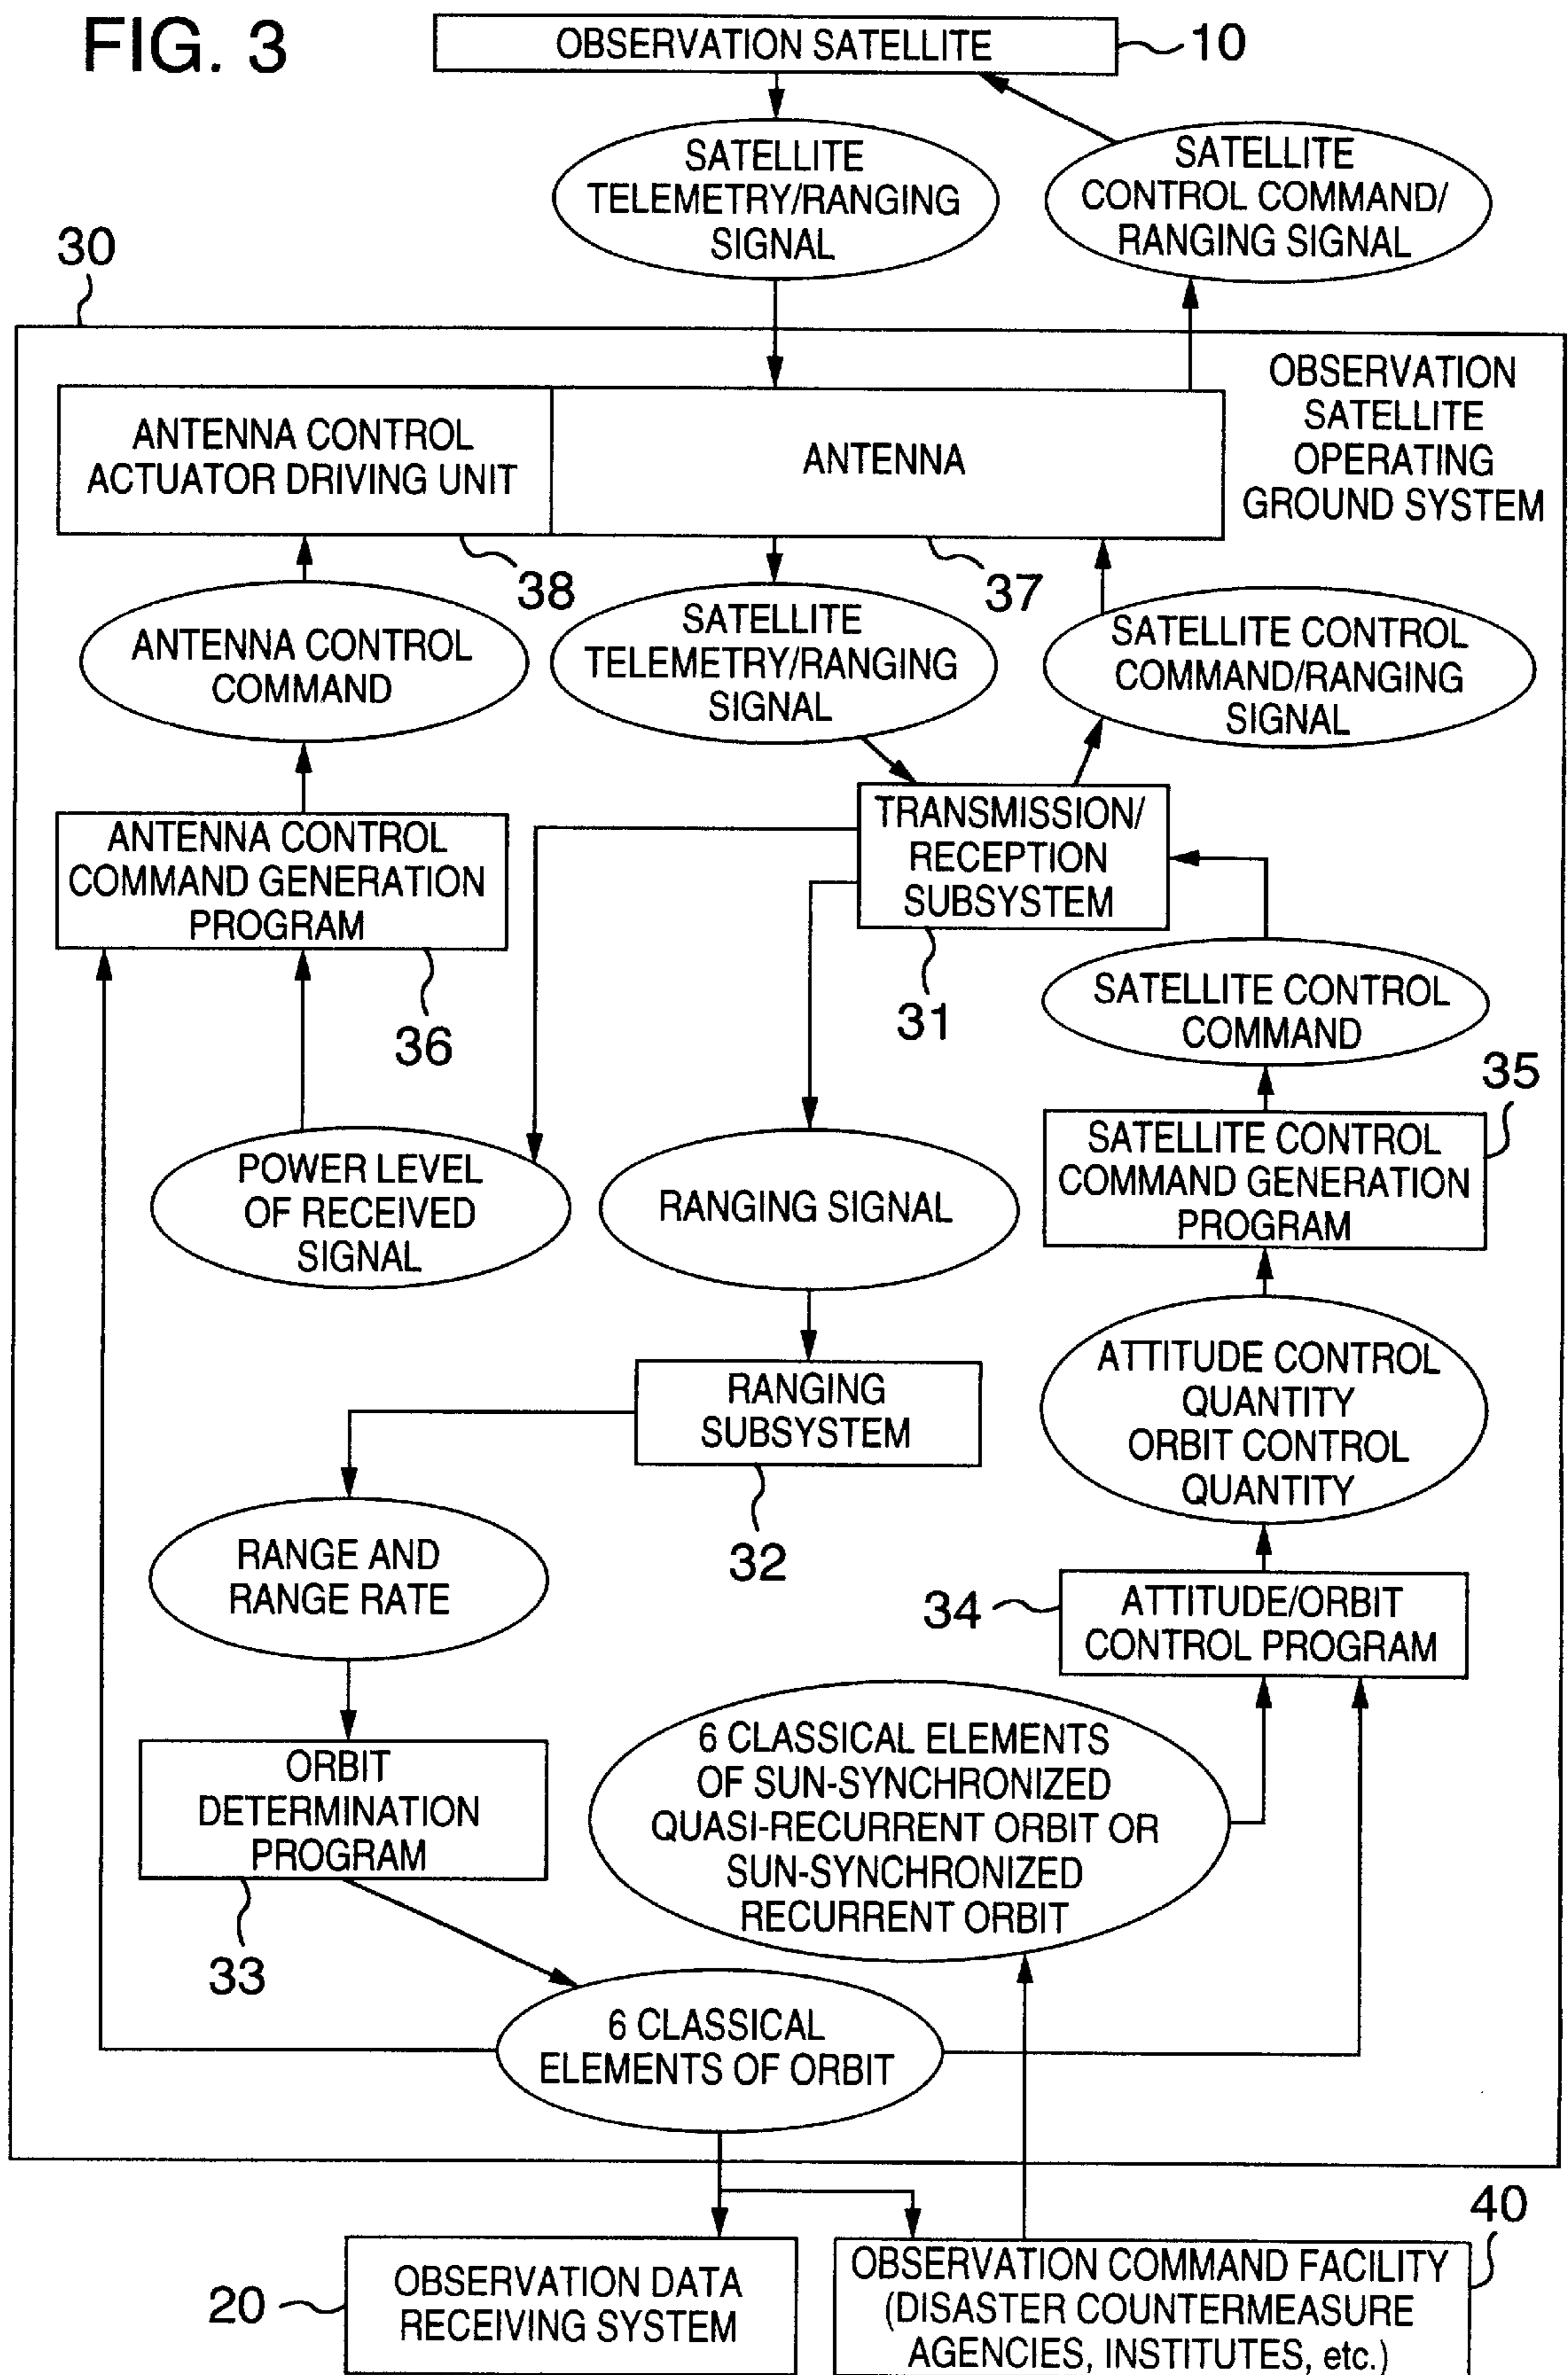 FIG. 3
OBSERVATION SATELLITE
10
SATELLITE
TELEMETRY/RANGING
SIGNAL
SATELLITE
CONTROL COMMAND/
RANGING SIGNAL
30
OBSERVATION
SATELLITE
OPERATING
GROUND SYSTEM
ANTENNA CONTROL
ACTUATOR DRIVING UNIT
ANTENNA
38
37
ANTENNA CONTROL
COMMAND
SATELLITE
TELEMETRY/RANGING
SIGNAL
SATELLITE CONTROL
COMMAND/RANGING
SIGNAL
ANTENNA CONTROL
COMMAND GENERATION
PROGRAM
36
TRANSMISSION/
RECEPTION
SUBSYSTEM
31
SATELLITE CONTROL
COMMAND
35
SATELLITE CONTROL
COMMAND GENERATION
PROGRAM
POWER LEVEL
OF RECEIVED
SIGNAL
RANGING SIGNAL
ATTITUDE CONTROL
QUANTITY
ORBIT CONTROL
QUANTITY
RANGING
SUBSYSTEM
32
RANGE AND
RANGE RATE
34
ATTITUDE/ORBIT
CONTROL PROGRAM
ORBIT
DETERMINATION
PROGRAM
33
6 CLASSICAL ELEMENTS
OF SUN-SYNCHRONIZED
QUASI-RECURRENT ORBIT OR
SUN-SYNCHRONIZED
RECURRENT ORBIT
6 CLASSICAL
ELEMENTS OF ORBIT
20
OBSERVATION DATA
RECEIVING SYSTEM
40
OBSERVATION COMMAND FACILITY
(DISASTER COUNTERMEASURE
AGENCIES, INSTITUTES, etc.)